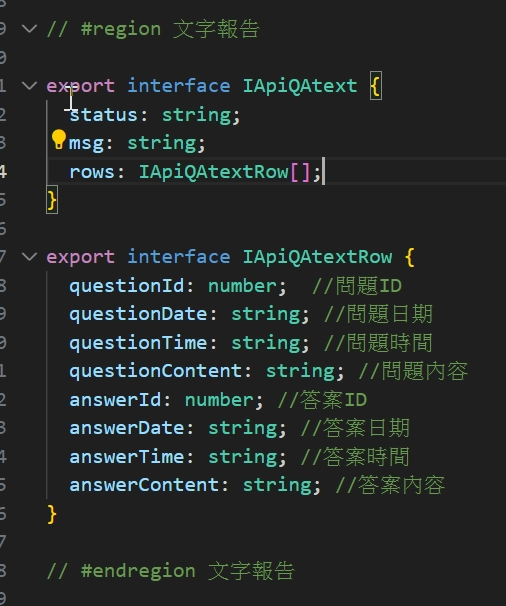 // #region 文字報告
export interface IApiQAtext {
status: string;
msg: string;
rows: IApiQAtextRow[];
}
export interface IApiQAtextRow {
questionId: number;  //問題ID
questionDate: string; //問題日期
questionTime: string; //問題時間
questionContent: string; //問題內容
answerId: number; //答案ID
answerDate: string; //答案日期
answerTime: string; //答案時間
answerContent: string; //答案內容
}
// #endregion 文字報告